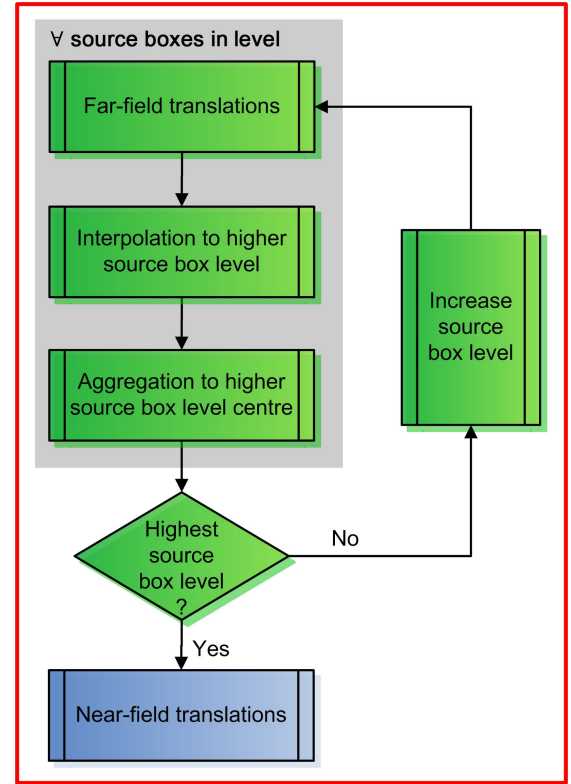 ∀ source boxes in level
Far-field translations
Interpolation to higher
source box level
Aggregation to higher
source box level centre
Increase
source
box level
Highest
source
box level
?
No
Yes
Near-field translations